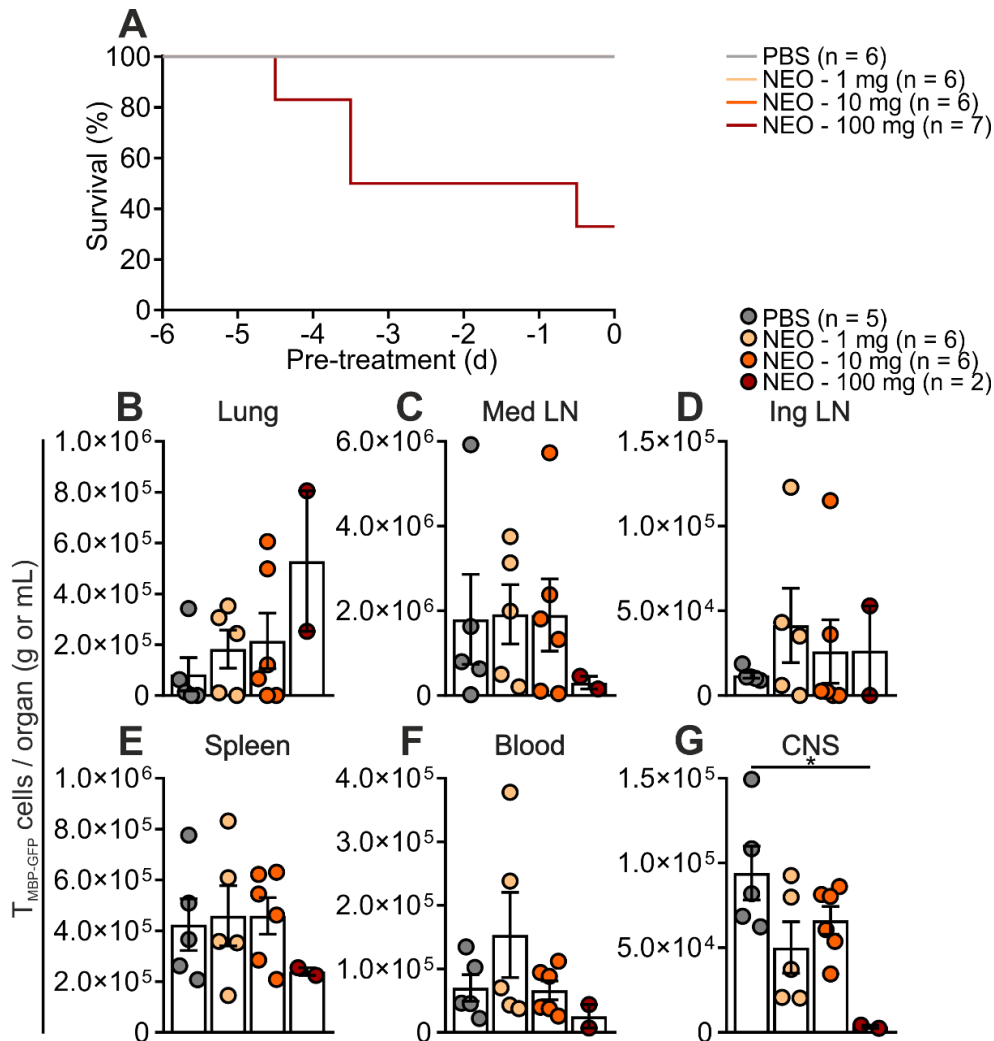 A
Survival (%)
100
80
60
40
20
0
-6 -5 -4 -3 -2 -1 0
Pre-treatment (d)
PBS (n = 6)
NEO - 1 mg (n = 6)
NEO - 10 mg (n = 6)
NEO - 100 mg (n = 7)
PBS (n = 5)
NEO - 1 mg (n = 6)
NEO - 10 mg (n = 6)
NEO - 100 mg (n = 2)
T MBP-GFP cells / organ (g or mL)
B Lung
1.0×10⁶
8.0×10⁵
6.0×10⁵
4.0×10⁵
2.0×10⁵
0
C Med LN
6×10⁶
4×10⁶
2×10⁶
0
D Ing LN
1.5×10⁵
1.0×10⁵
5.0×10⁴
0
E Spleen
1.0×10⁶
8.0×10⁵
6.0×10⁵
4.0×10⁵
2.0×10⁵
0
F Blood
4.0×10⁵
3.0×10⁵
2.0×10⁵
1.0×10⁵
0
G CNS
*
1.5×10⁵
1.0×10⁵
5.0×10⁴
0